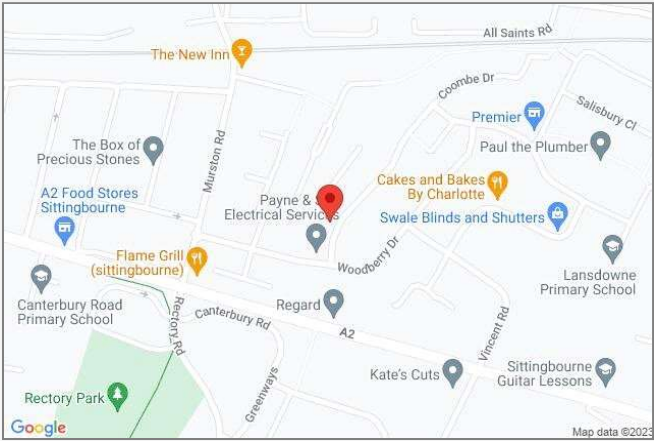 All Saints Rd
The New Inn
Coombe Dr
Salisbury Cl
Premier
Murston Rd
The Box of
Precious Stones
Paul the Plumber
Cakes and Bakes
By Charlotte
A2 Food Stores
Sittingbourne
Payne & S
Electrical Services
Swale Blinds and Shutters
Flame Grill
(sittingbourne)
Woodberry Dr
Lansdowne
Primary School
Canterbury Road
Primary School
Rectory Rd
Canterbury Rd
Regard
A2
Vincent Rd
Greenways
Kate's Cuts
Sittingbourne
Guitar Lessons
Rectory Park
Google
Map data ©2023